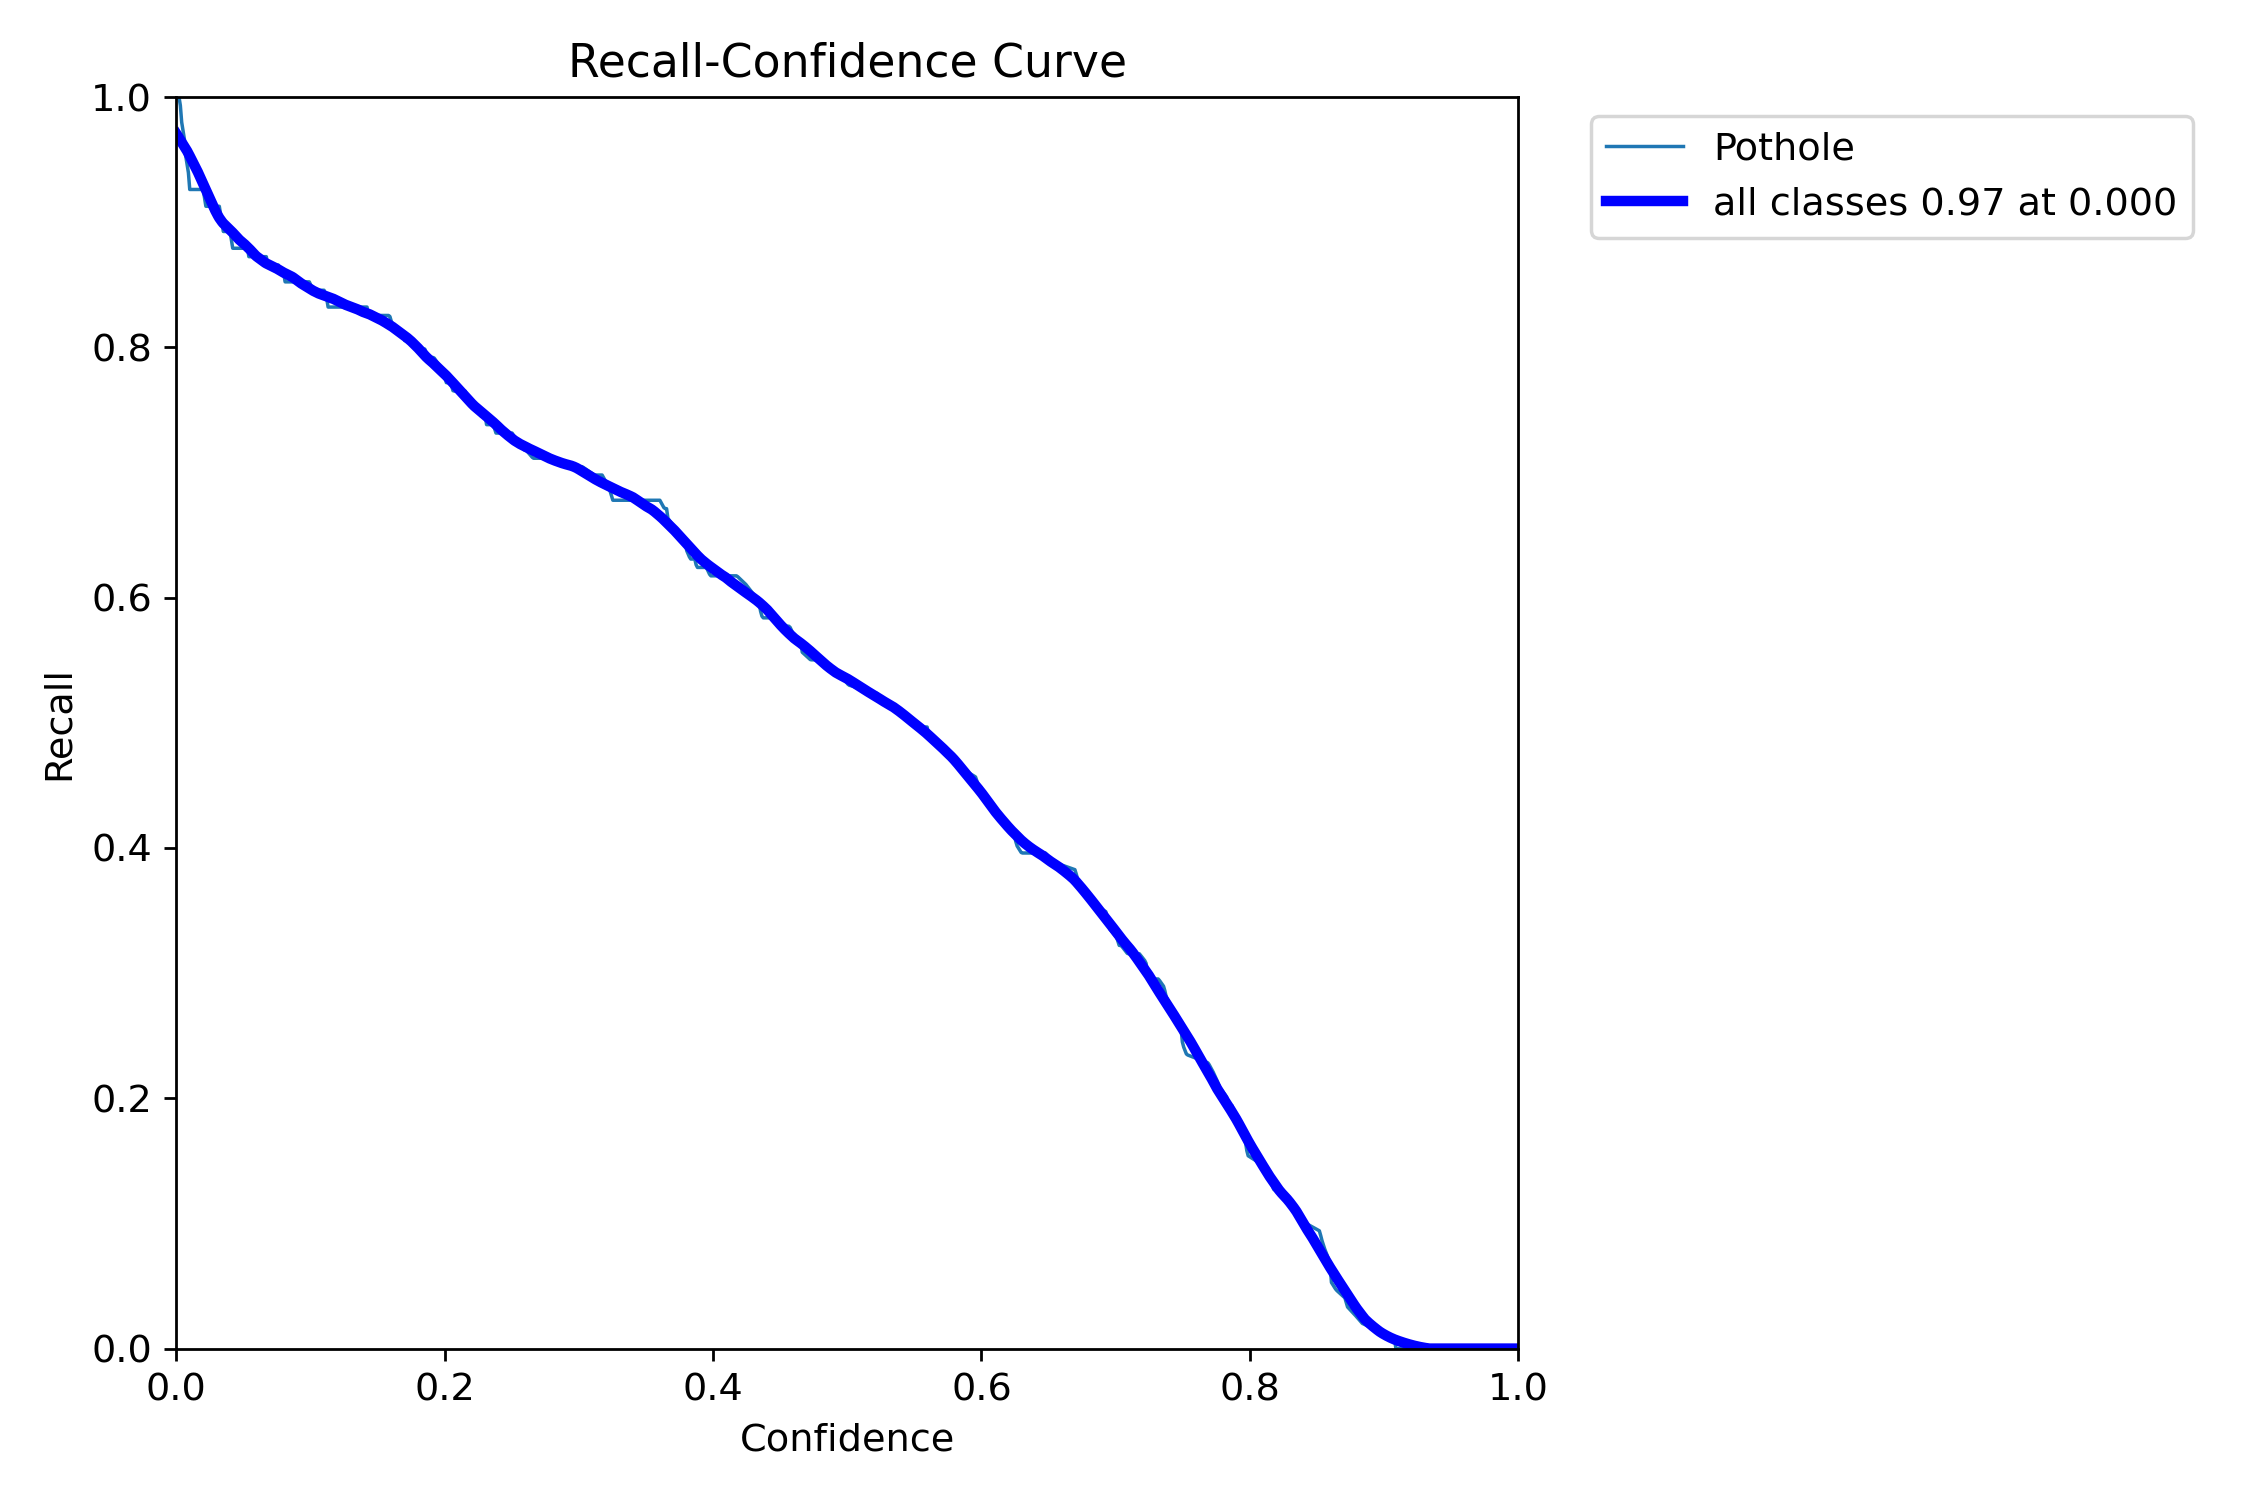 Recall-Confidence Curve
1.0
0.8
0.6
0.4
0.2
0.0
Recall
0.0 0.2 0.4 0.6 0.8 1.0
Confidence
Pothole
all classes 0.97 at 0.000